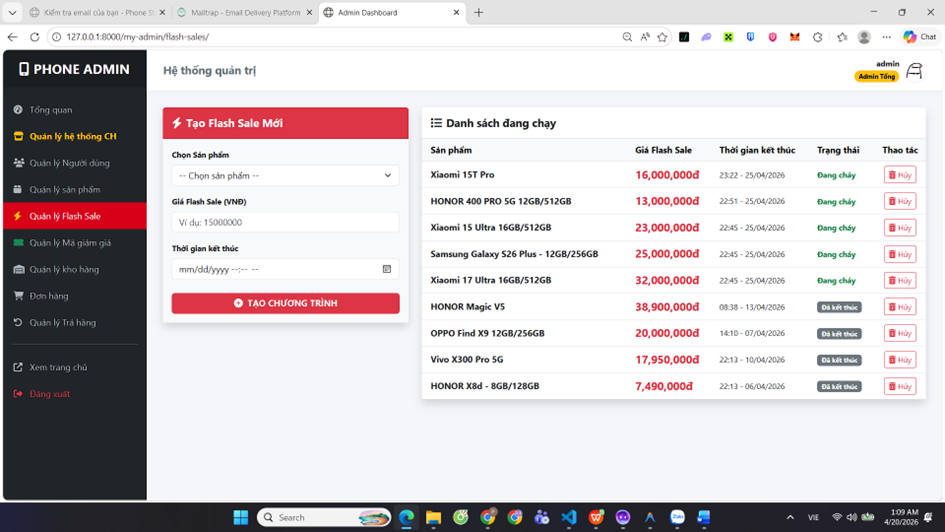 Kiểm tra email của bạn - Phone S
Mailtrap - Email Delivery Platform
Admin Dashboard
127.0.0.1:8000/my-admin/flash-sales/
Chat
PHONE ADMIN
Hệ thống quản trị
admin
Admin Tổng
Tổng quan
Quản lý hệ thống CH
Quản lý Người dùng
Quản lý sản phẩm
Quản lý Flash Sale
Quản lý Mã giảm giá
Quản lý kho hàng
Đơn hàng
Quản lý Trả hàng
Xem trang chủ
Đăng xuất
Tạo Flash Sale Mới
Chọn Sản phẩm
-- Chọn sản phẩm --
Giá Flash Sale (VNĐ)
Ví dụ: 15000000
Thời gian kết thúc
mm/dd/yyyy --:-- --
TẠO CHƯƠNG TRÌNH
Danh sách đang chạy
Sản phẩm Giá Flash Sale Thời gian kết thúc Trạng thái Thao tác
Xiaomi 15T Pro 16,000,000đ 23:22 - 25/04/2026 Đang chạy Hủy
HONOR 400 PRO 5G 12GB/512GB 13,000,000đ 22:51 - 25/04/2026 Đang chạy Hủy
Xiaomi 15 Ultra 16GB/512GB 23,000,000đ 22:45 - 25/04/2026 Đang chạy Hủy
Samsung Galaxy S26 Plus - 12GB/256GB 25,000,000đ 22:45 - 25/04/2026 Đang chạy Hủy
Xiaomi 17 Ultra 16GB/512GB 32,000,000đ 22:45 - 25/04/2026 Đang chạy Hủy
HONOR Magic V5 38,900,000đ 08:38 - 13/04/2026 Đã kết thúc Hủy
OPPO Find X9 12GB/256GB 20,000,000đ 14:10 - 07/04/2026 Đã kết thúc Hủy
Vivo X300 Pro 5G 17,950,000đ 22:13 - 10/04/2026 Đã kết thúc Hủy
HONOR X8d - 8GB/128GB 7,490,000đ 22:13 - 06/04/2026 Đã kết thúc Hủy
Search
VIE
1:09 AM
4/20/2026